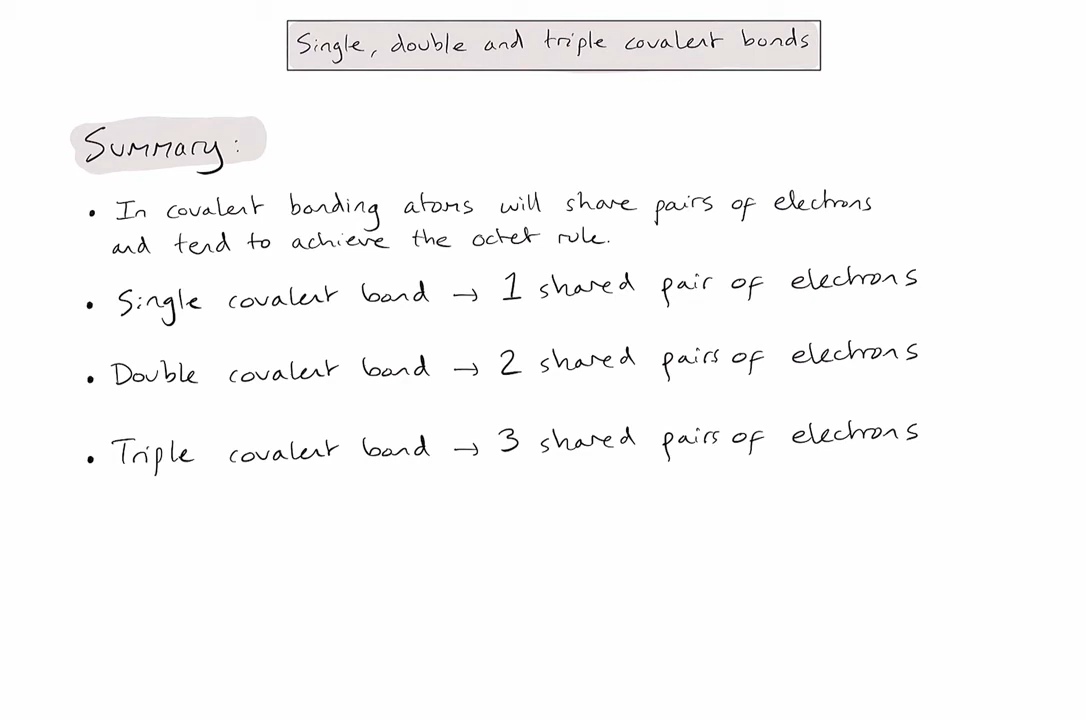 Single, double and triple covalent bonds
Summary:
• In covalent bonding atoms will share pairs of electrons
and tend to achieve the octet rule.
• Single covalent bond → 1 shared pair of electrons
• Double covalent bond → 2 shared pairs of electrons
• Triple covalent bond → 3 shared pairs of electrons